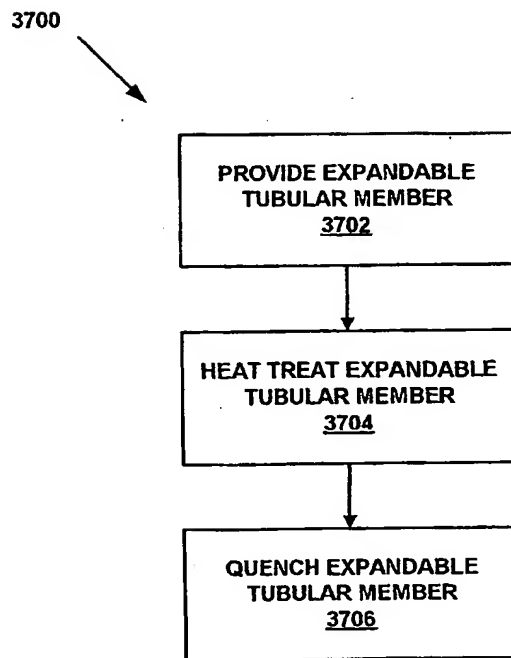 3700
PROVIDE EXPANDABLE
TUBULAR MEMBER
3702
HEAT TREAT EXPANDABLE
TUBULAR MEMBER
3704
QUENCH EXPANDABLE
TUBULAR MEMBER
3706